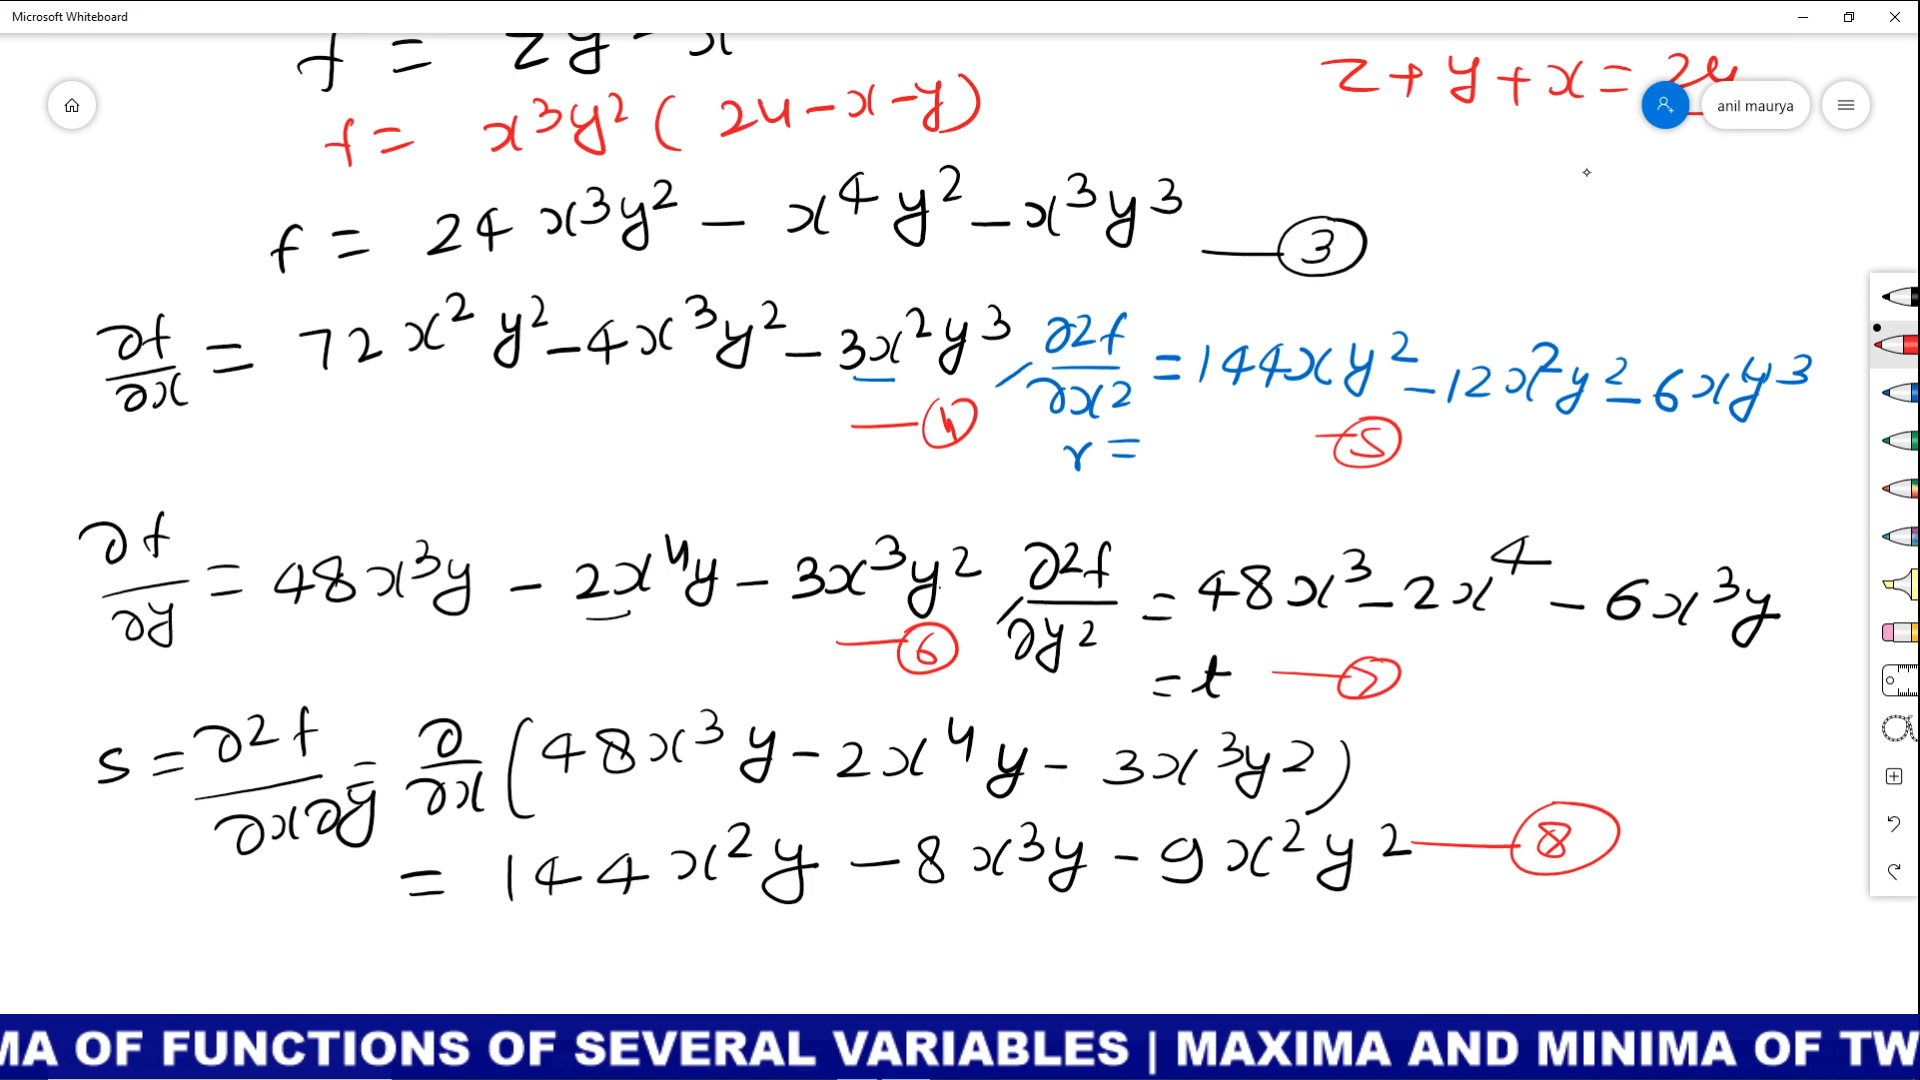 Microsoft Whiteboard
z + y + x = 24
anil maurya
f = x³y² ( 24 - x - y )
f = 24 x³y² - x⁴y² - x³y³ — ③
∂f/∂x = 72 x² y² - 4x³y² - 3x²y³ — ④
∂²f/∂x² = 144xy² - 12x²y² - 6xy³
r = — ⑤
∂f/∂y = 48x³y - 2x⁴y - 3x³y² — ⑥
∂²f/∂y² = 48x³ - 2x⁴ - 6x³y
= t — ⑦
s = ∂²f/∂x∂y = ∂/∂x (48x³y - 2x⁴y - 3x³y²)
= 144x²y - 8x³y - 9x²y² — ⑧
MA OF FUNCTIONS OF SEVERAL VARIABLES | MAXIMA AND MINIMA OF TW